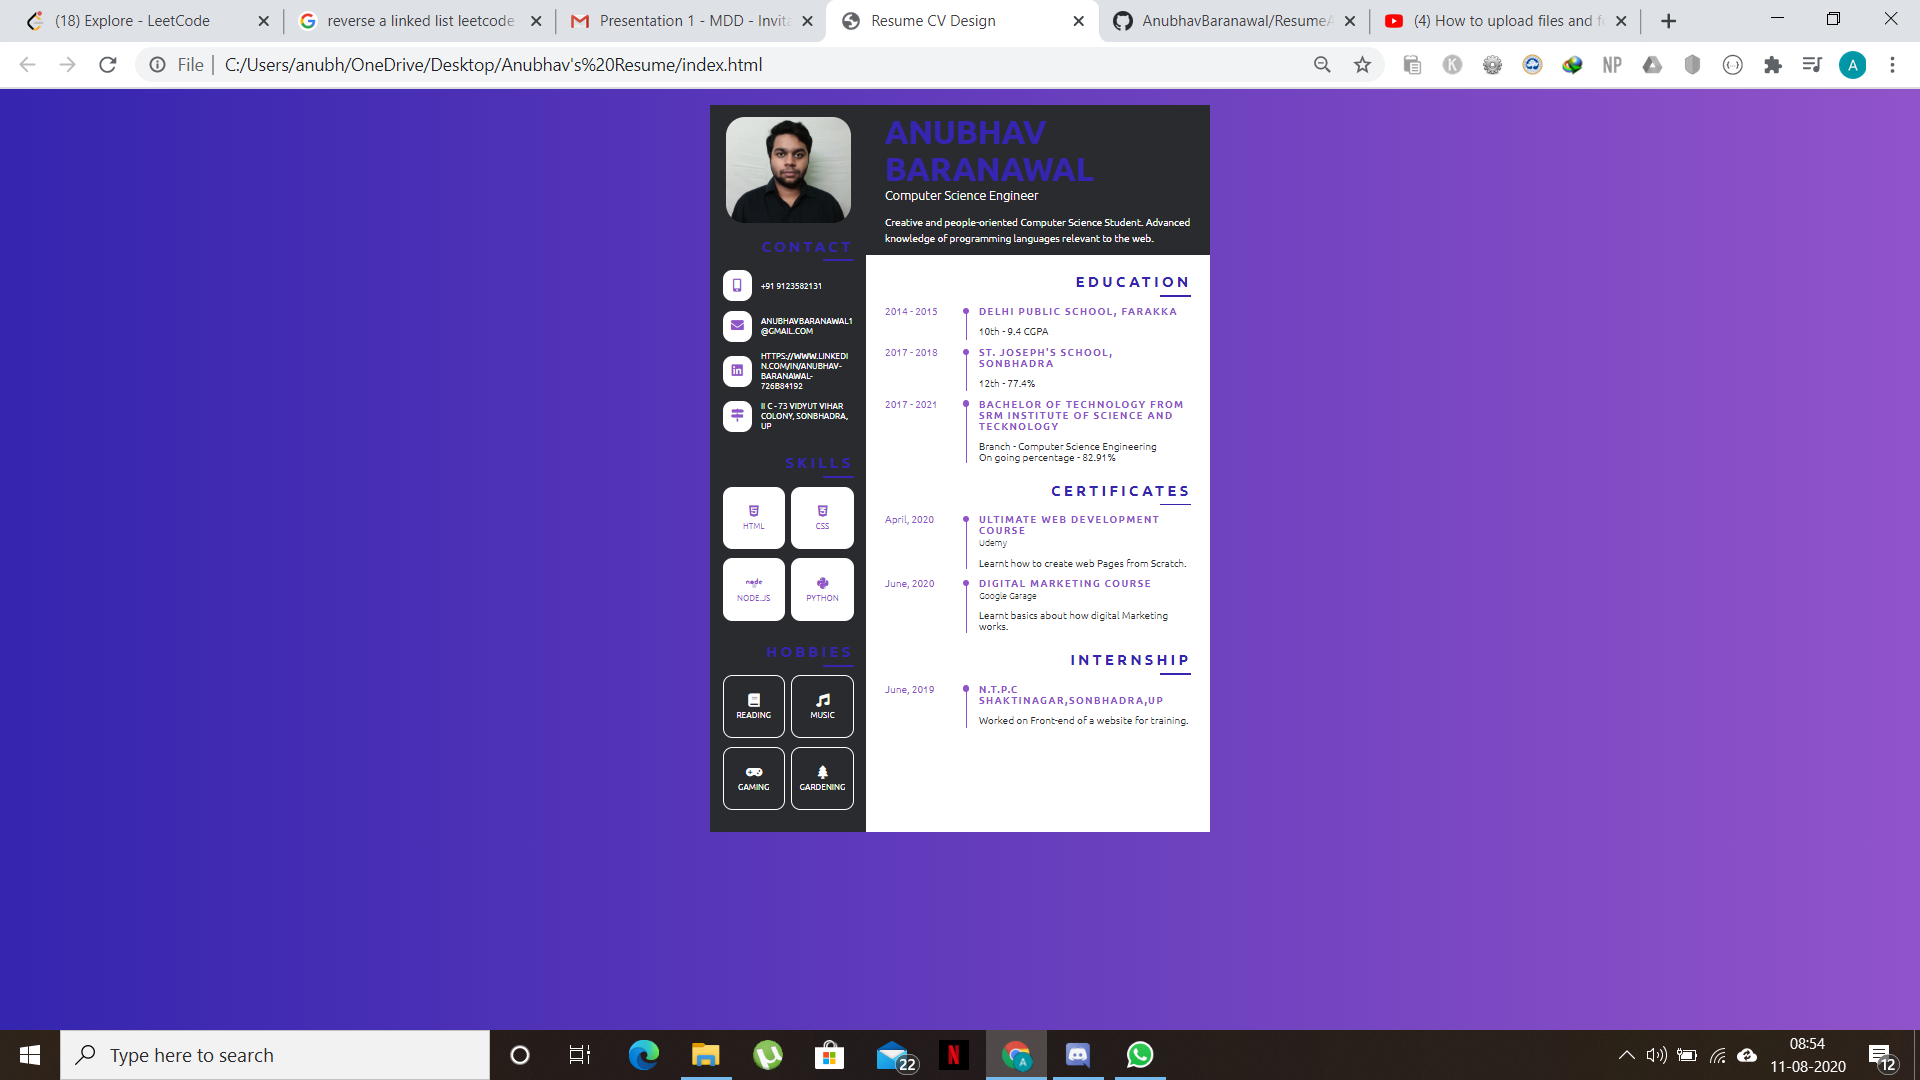 (18) Explore - LeetCode
reverse a linked list leetcode
Presentation 1 - MDD - Invita
Resume CV Design
AnubhavBaranawal/ResumeA
(4) How to upload files and fo
File
C:/Users/anubh/OneDrive/Desktop/Anubhav's%20Resume/index.html
NP
A
ANUBHAV
BARANAWAL
Computer Science Engineer
Creative and people-oriented Computer Science Student. Advanced
knowledge of programming languages relevant to the web.
CONTACT
+91 9123582131
ANUBHAVBARANAWAL1
@GMAIL.COM
HTTPS://WWW.LINKEDI
N.COM/IN/ANUBHAV-
BARANAWAL-
726B84192
II C - 73 VIDYUT VIHAR
COLONY, SONBHADRA,
UP
SKILLS
HTML
CSS
node
NODE.JS
PYTHON
HOBBIES
READING
MUSIC
GAMING
GARDENING
EDUCATION
2014 - 2015
DELHI PUBLIC SCHOOL, FARAKKA
10th - 9.4 CGPA
2017 - 2018
ST. JOSEPH'S SCHOOL,
SONBHADRA
12th - 77.4%
2017 - 2021
BACHELOR OF TECHNOLOGY FROM
SRM INSTITUTE OF SCIENCE AND
TECKNOLOGY
Branch - Computer Science Engineering
On going percentage - 82.91%
CERTIFICATES
April, 2020
ULTIMATE WEB DEVELOPMENT
COURSE
Udemy
Learnt how to create web Pages from Scratch.
June, 2020
DIGITAL MARKETING COURSE
Google Garage
Learnt basics about how digital Marketing
works.
INTERNSHIP
June, 2019
N.T.P.C
SHAKTINAGAR,SONBHADRA,UP
Worked on Front-end of a website for training.
Type here to search
22
N
A
08:54
11-08-2020
12